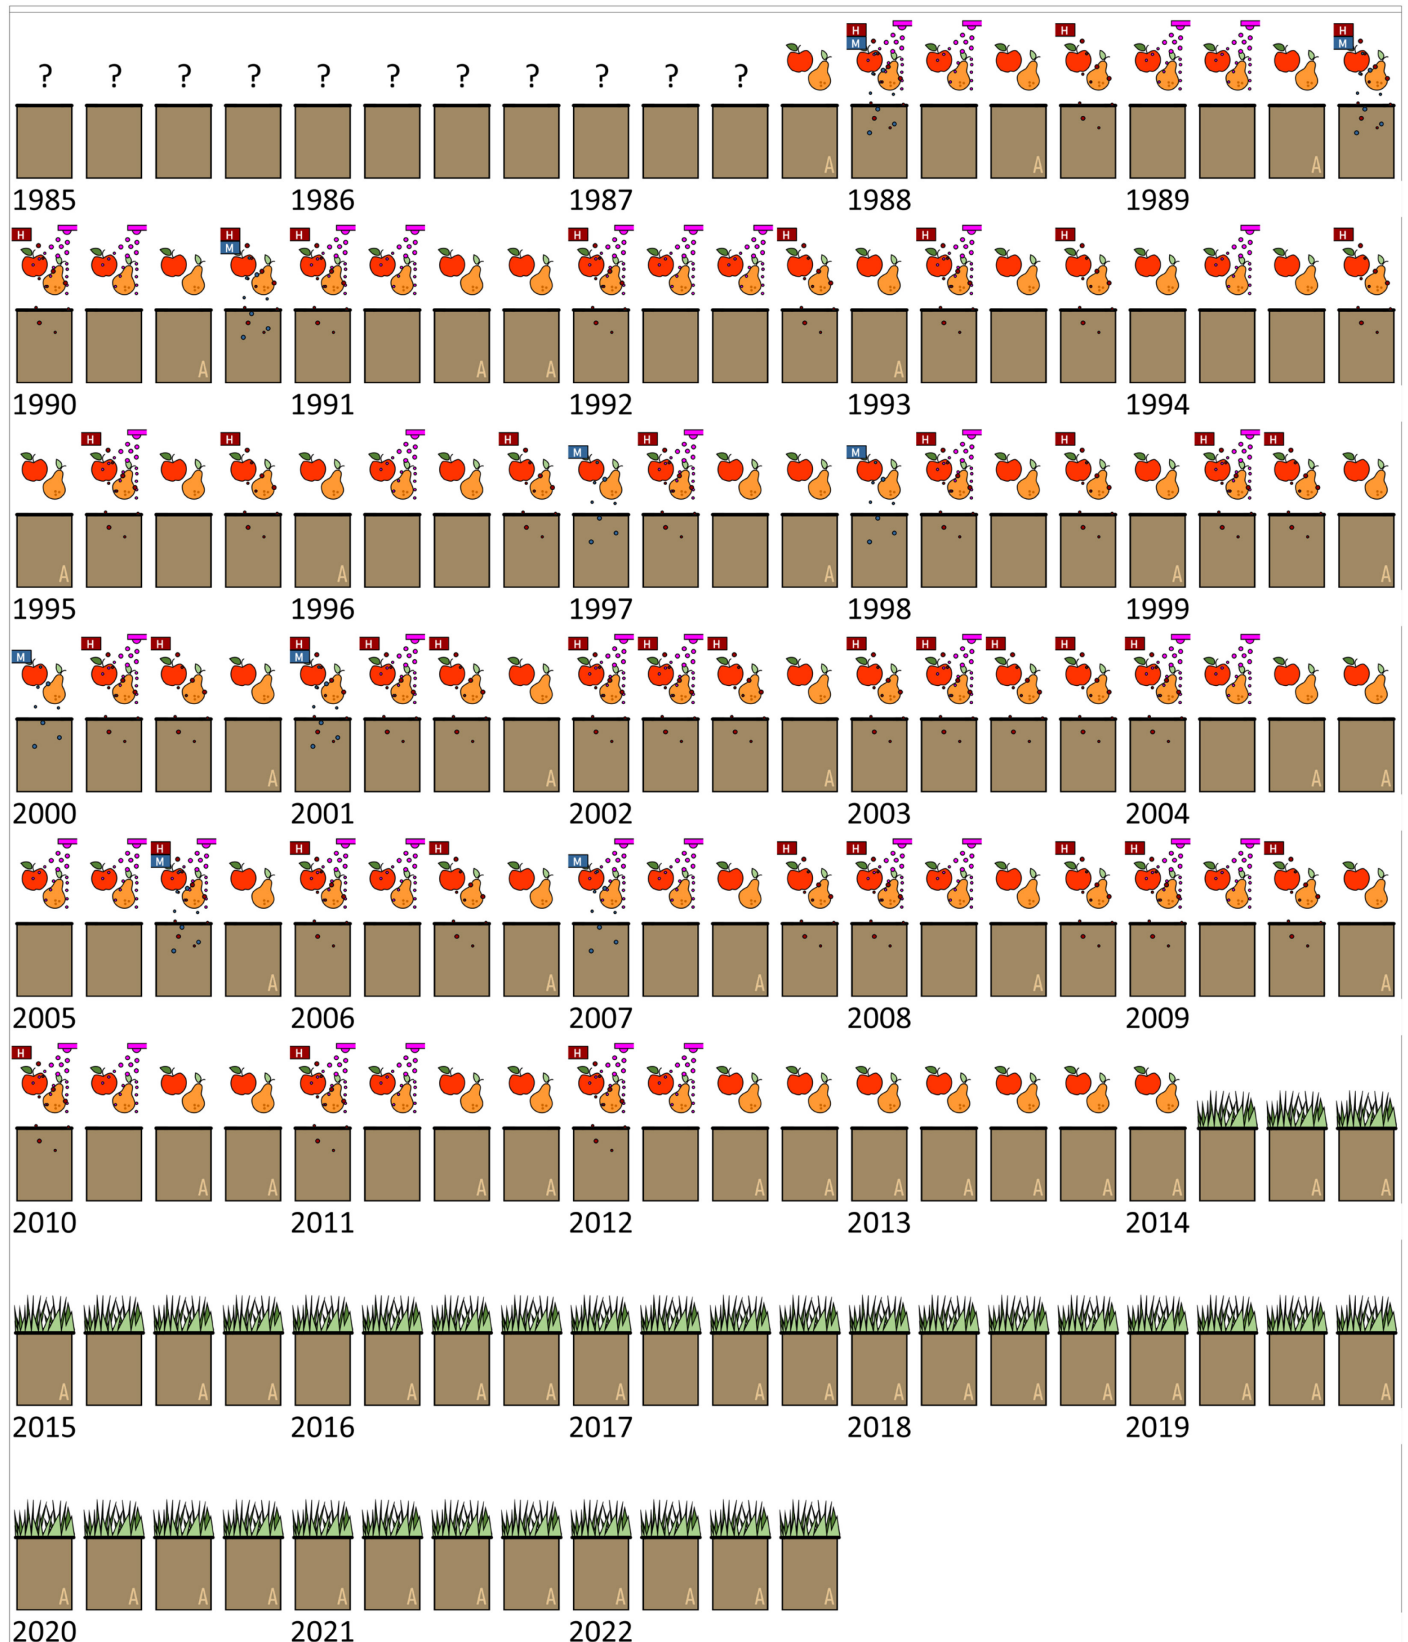 H H H
M M
? ? ? ? ? ? ? ? ? ? ?
A A A
1985 1986 1987 1988 1989
H H H H H H H H
M
A A A A
1990 1991 1992 1993 1994
H H H H H H H H
M M
A A A A A
1995 1996 1997 1998 1999
H H H H H H H H H H H H H
M M
A A A A A
2000 2001 2002 2003 2004
H H H H H H H H
M M
A A A A A
2005 2006 2007 2008 2009
H H H
A A A A A A A A A A A A A A
2010 2011 2012 2013 2014
A A A A A A A A A A A A A A A A A A A A
2015 2016 2017 2018 2019
A A A A A A A A A A A A
2020 2021 2022